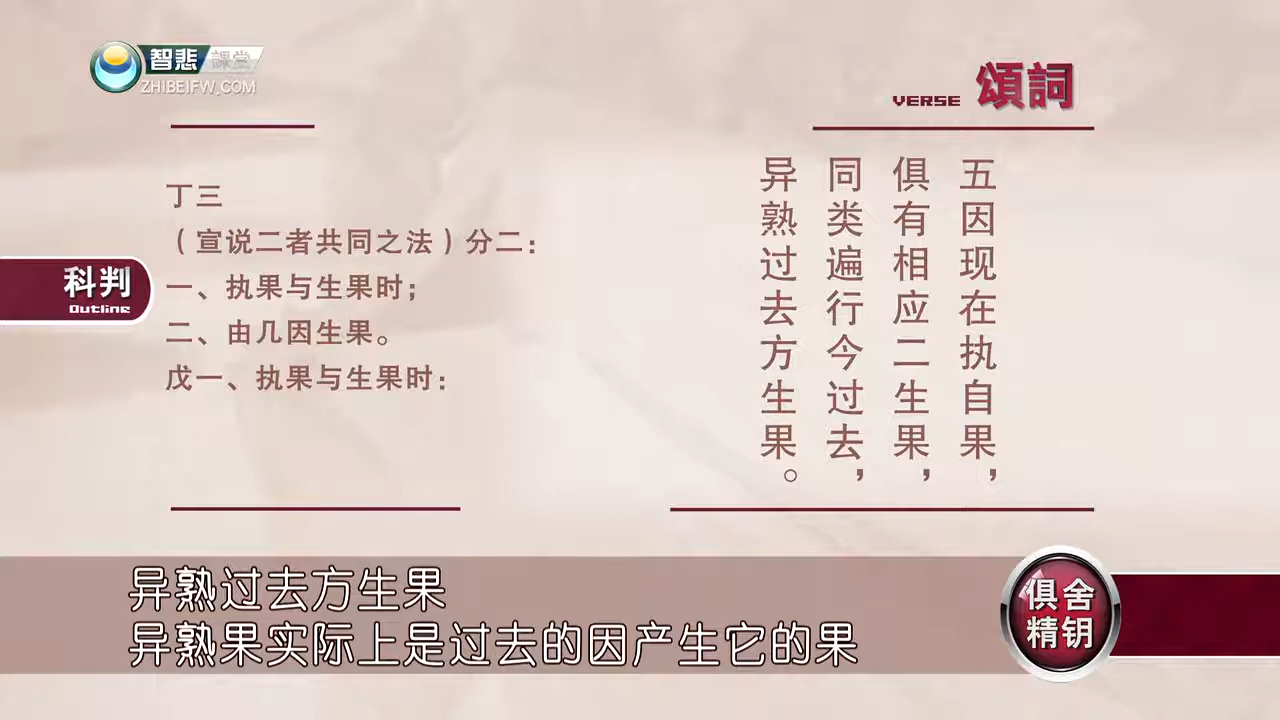 智悲課堂
ZHIBEIFW.COM
VERSE 頌詞
五因现在执自果，
俱有相应二生果，
同类遍行今过去，
异熟过去方生果。
丁三
（宣说二者共同之法）分二：
一、执果与生果时；
二、由几因生果。
戊一、执果与生果时：
科判
Outline
异熟过去方生果
异熟果实际上是过去的因产生它的果
俱舍
精钥